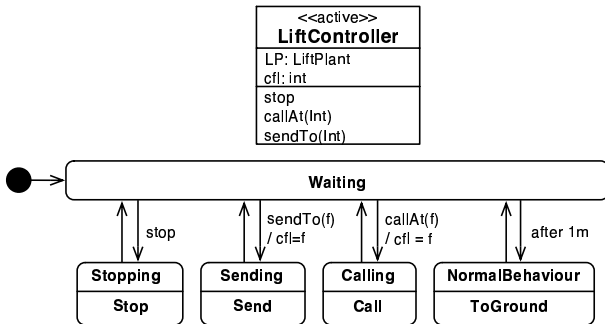 <<active>>
LiftController
LP: LiftPlant
cfl: int
stop
callAt(Int)
sendTo(Int)
Waiting
stop
sendTo(f)
/ cfl=f
callAt(f)
/ cfl = f
after 1m
Stopping
Stop
Sending
Send
Calling
Call
NormalBehaviour
ToGround